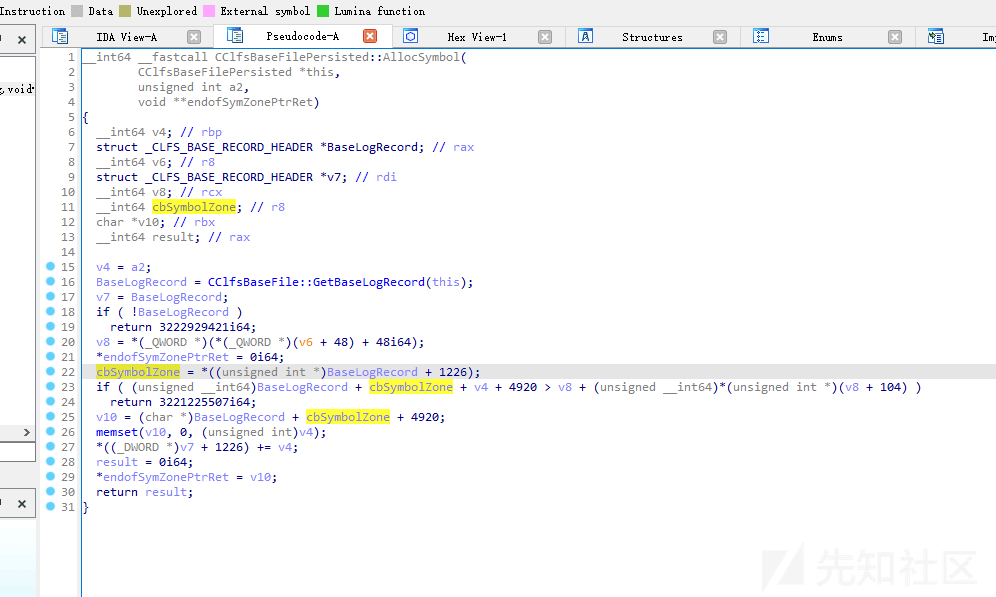 Instruction Data Unexplored External symbol Lumina function
IDA View-A Pseudocode-A Hex View-1 Structures Enums
g,void*
1 __int64 __fastcall CClfsBaseFilePersisted::AllocSymbol(
2 CClfsBaseFilePersisted *this,
3 unsigned int a2,
4 void **endofSymZonePtrRet)
5 {
6 __int64 v4; // rbp
7 struct _CLFS_BASE_RECORD_HEADER *BaseLogRecord; // rax
8 __int64 v6; // r8
9 struct _CLFS_BASE_RECORD_HEADER *v7; // rdi
10 __int64 v8; // rcx
11 __int64 cbSymbolZone; // r8
12 char *v10; // rbx
13 __int64 result; // rax
14
15 v4 = a2;
16 BaseLogRecord = CClfsBaseFile::GetBaseLogRecord(this);
17 v7 = BaseLogRecord;
18 if ( !BaseLogRecord )
19 return 3222929421i64;
20 v8 = *(_QWORD *)(*(_QWORD *)(v6 + 48) + 48i64);
21 *endofSymZonePtrRet = 0i64;
22 cbSymbolZone = *((unsigned int *)BaseLogRecord + 1226);
23 if ( (unsigned __int64)BaseLogRecord + cbSymbolZone + v4 + 4920 > v8 + (unsigned __int64)*(unsigned int *)(v8 + 104) )
24 return 3221225507i64;
25 v10 = (char *)BaseLogRecord + cbSymbolZone + 4920;
26 memset(v10, 0, (unsigned int)v4);
27 *((_DWORD *)v7 + 1226) += v4;
28 result = 0i64;
29 *endofSymZonePtrRet = v10;
30 return result;
31 }
先知社区